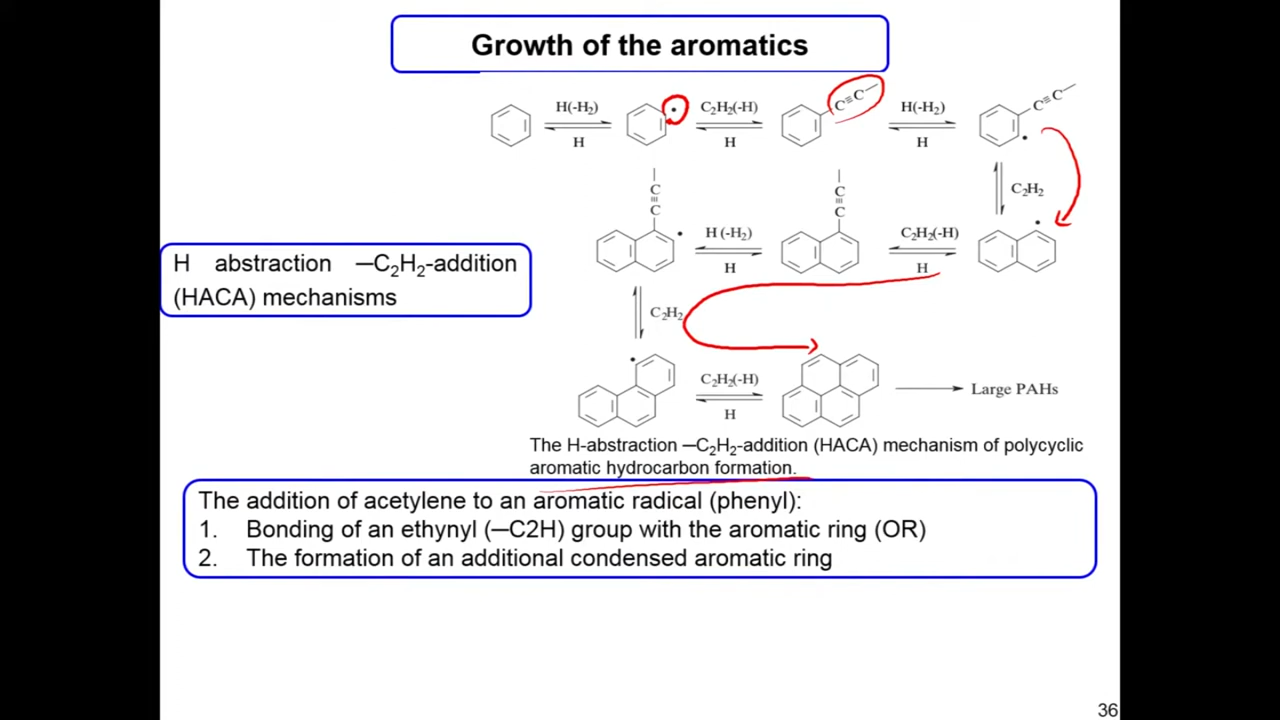 Growth of the aromatics
H(-H₂)
H
C₂H₂(-H)
H
C≡C
H(-H₂)
H
C≡C
C₂H₂
C≡C
H (-H₂)
H
C≡C
C₂H₂(-H)
H
H abstraction ─C₂H₂-addition
(HACA) mechanisms
C₂H₂
C₂H₂(-H)
H
Large PAHs
The H-abstraction ─C₂H₂-addition (HACA) mechanism of polycyclic
aromatic hydrocarbon formation.
The addition of acetylene to an aromatic radical (phenyl):
1. Bonding of an ethynyl (─C2H) group with the aromatic ring (OR)
2. The formation of an additional condensed aromatic ring
36